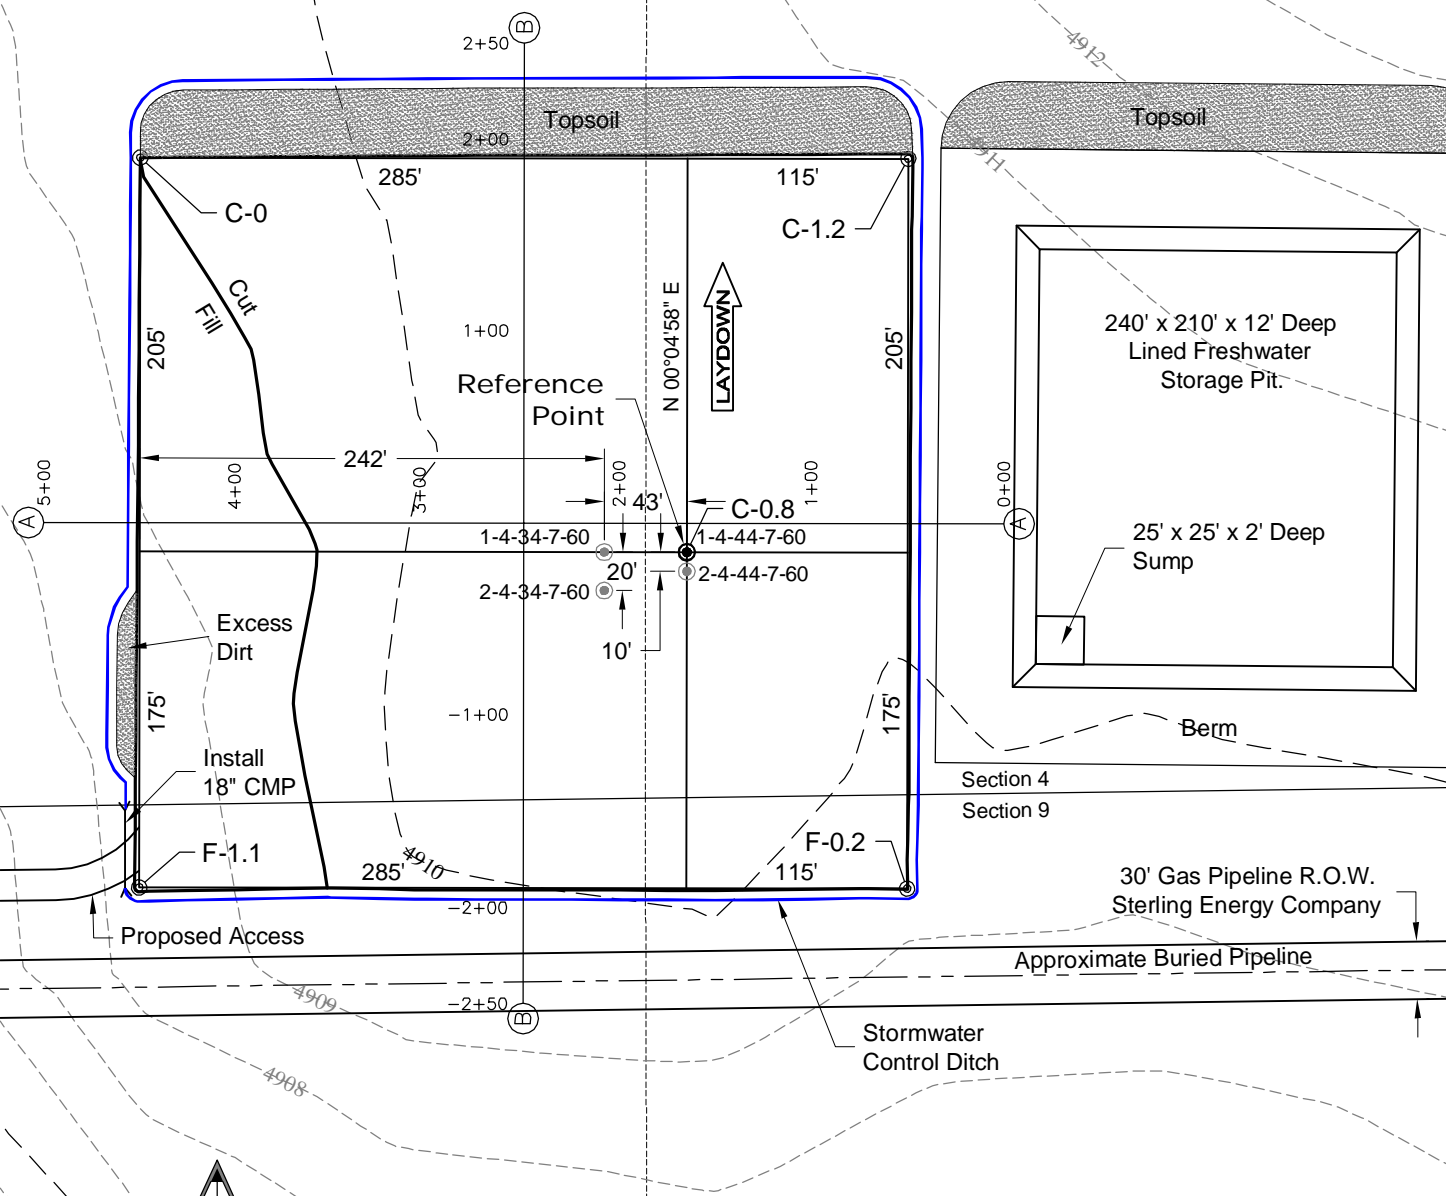 B
2+50
4912
Topsoil
Topsoil
2+00
911
285'
115'
C-0
C-1.2
Cut
Fill
1+00
205'
205'
N 00°04'58" E
LAYDOWN
240' x 210' x 12' Deep
Lined Freshwater
Storage Pit.
Reference
Point
242'
5+00
4+00
3+00
2+00
1+00
0+00
43'
C-0.8
A
A
1-4-34-7-60
1-4-44-7-60
25' x 25' x 2' Deep
Sump
20'
2-4-44-7-60
2-4-34-7-60
10'
Excess
Dirt
175'
175'
-1+00
Berm
Install
18" CMP
Section 4
Section 9
F-1.1
F-0.2
4910
285'
115'
30' Gas Pipeline R.O.W.
Sterling Energy Company
-2+00
Proposed Access
Approximate Buried Pipeline
4909
-2+50
B
Stormwater
Control Ditch
4908